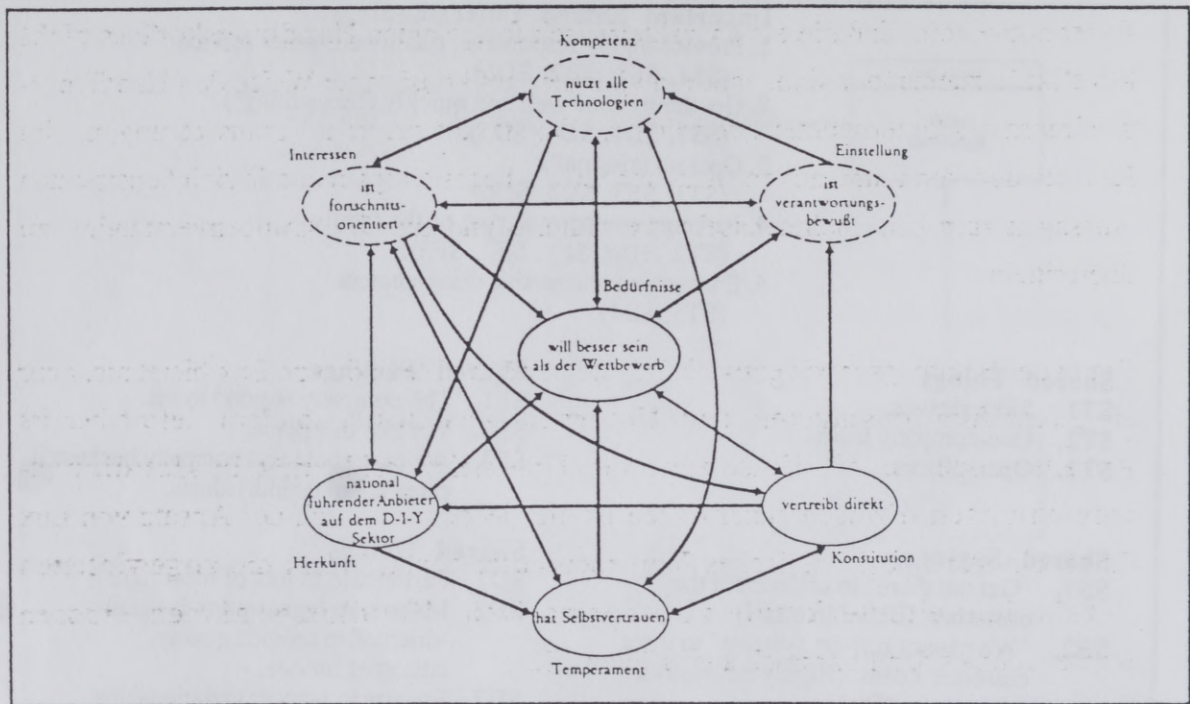 Kompetenz
nutzt alle
Technologien
Interessen
Einstellung
ist
fortschritts-
orientiert
ist
verantwortungs-
bewußt
Bedürfnisse
will besser sein
als der Wettbewerb
national
führender Anbieter
auf dem D-I-Y
Sektor
vertreibt direkt
Herkunft
Konstitution
hat Selbstvertrauen
Temperament